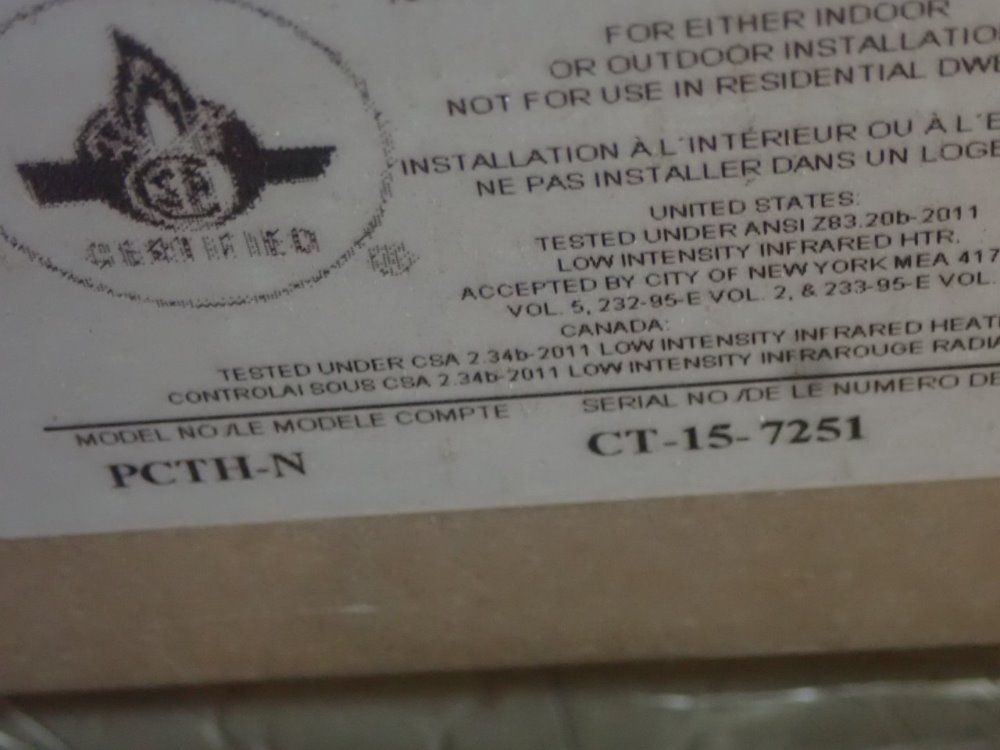 FOR EITHER INDOOR
OR OUTDOOR INSTALLATIO
NOT FOR USE IN RESIDENTIAL DWE
INSTALLATION À L'INTÉRIEUR OU À L'E
NE PAS INSTALLER DANS UN LOGE
CERTIFIED
UNITED STATES:
TESTED UNDER ANSI Z83.20b-2011
LOW INTENSITY INFRARED HTR.
ACCEPTED BY CITY OF NEW YORK MEA 417
VOL. 5, 232-95-E VOL. 2, & 233-95-E VOL.
CANADA:
TESTED UNDER CSA 2.34b-2011 LOW INTENSITY INFRARED HEATI
CONTROLAI SOUS CSA 2.34b-2011 LOW INTENSITY INFRAROUGE RADIA
MODEL NO./LE MODELE COMPTE
SERIAL NO./DE LE NUMERO DE
PCTH-N
CT-15-7251